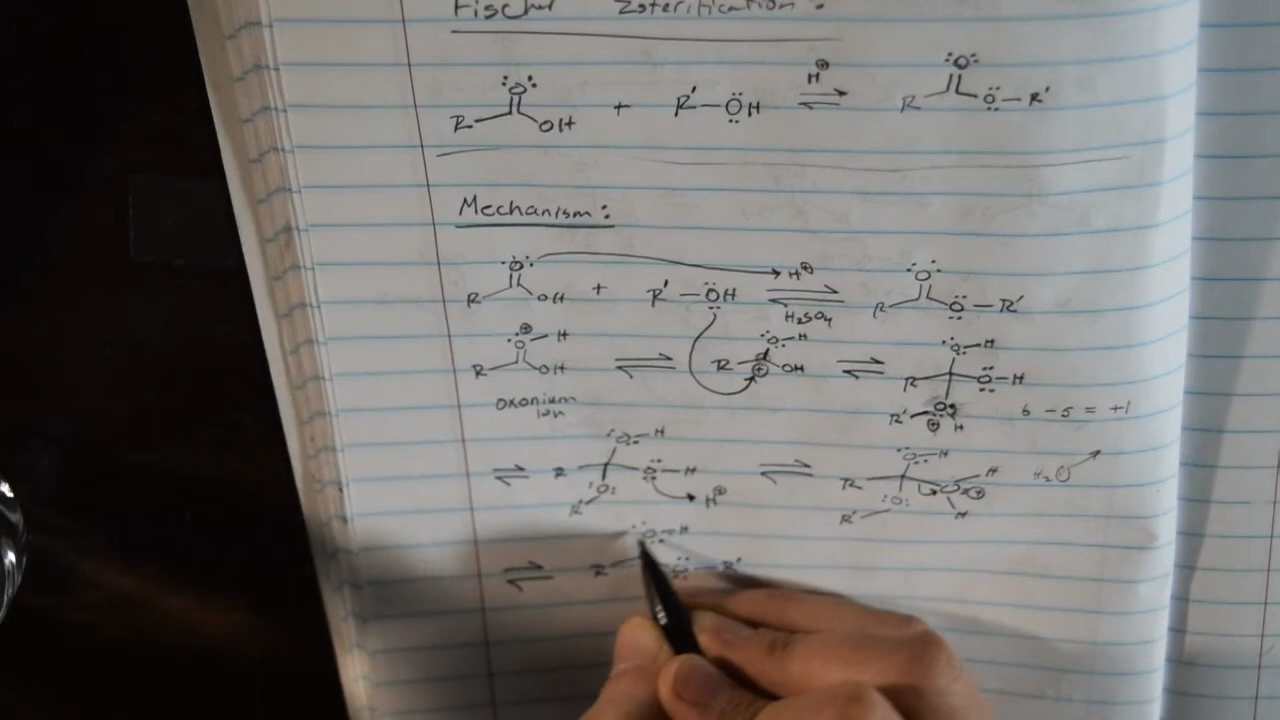 Fischer Esterification:
:O: :O:
R OH + R'—ÖH H⊕ ⇌ R O—R'
Mechanism:
:O: H⊕ :O:
R OH + R'—ÖH ⇌ R O—R'
H₂SO₄
⊕ O—H O—H O—H
R OH ⇌ R ⊕ OH ⇌ R O—H
oxonium ion R' O ⊕ H 6 - 5 = +1
O—H O—H
⇌ R O—H ⇌ R O ⊕ H H₂O
R' O: H⊕ R' :O: H
O—H
⇌ R O—R'